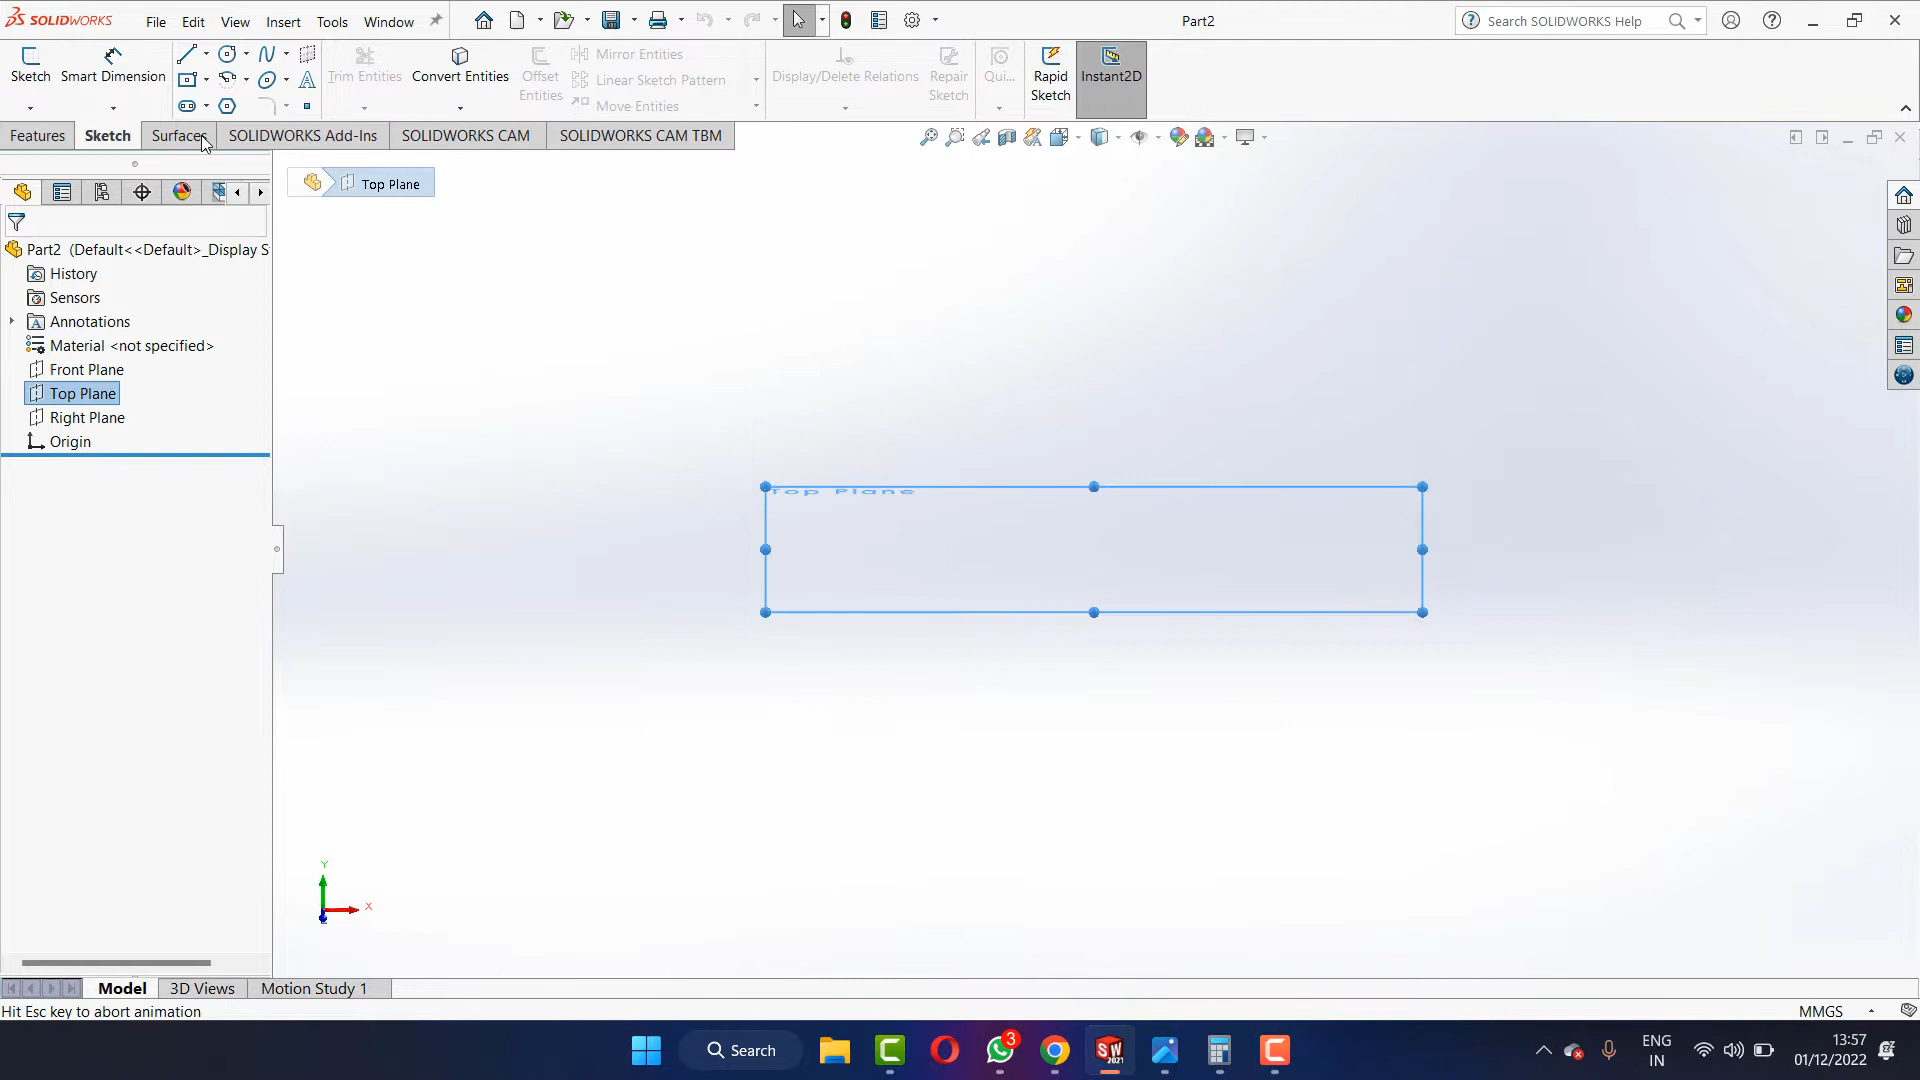 SOLIDWORKS File Edit View Insert Tools Window Part2 Search SOLIDWORKS Help
Sketch Smart Dimension Trim Entities Convert Entities Offset Entities Mirror Entities Linear Sketch Pattern Move Entities Display/Delete Relations Repair Sketch Qui... Rapid Sketch Instant2D
Features Sketch Surfaces SOLIDWORKS Add-Ins SOLIDWORKS CAM SOLIDWORKS CAM TBM
Top Plane
Part2 (Default<<Default>_Display S
History
Sensors
Annotations
Material <not specified>
Front Plane
Top Plane
Right Plane
Origin
Top Plane
Y
X
Model 3D Views Motion Study 1
Hit Esc key to abort animation MMGS
Search 3 SW 2021 ENG IN 13:57 01/12/2022